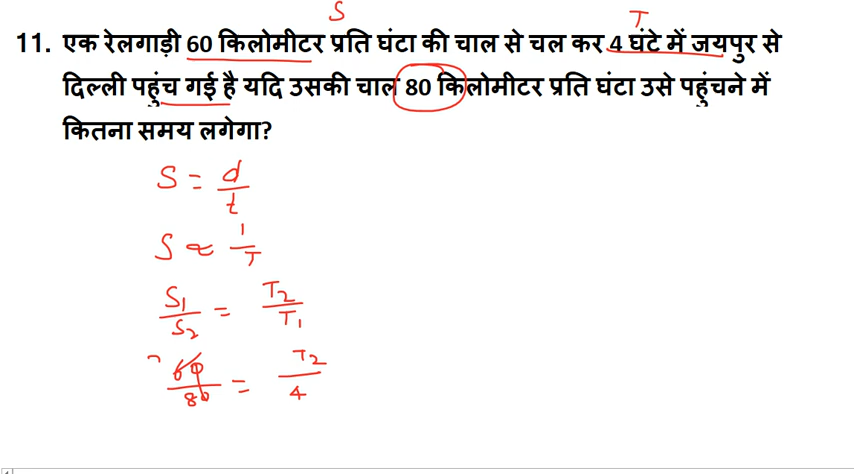 S T
11. एक रेलगाड़ी 60 किलोमीटर प्रति घंटा की चाल से चल कर 4 घंटे में जयपुर से
दिल्ली पहुंच गई है यदि उसकी चाल 80 किलोमीटर प्रति घंटा उसे पहुंचने में
कितना समय लगेगा?
S = d/t
S ∝ 1/T
S₁/S₂ = T₂/T₁
60/80 = T₂/4